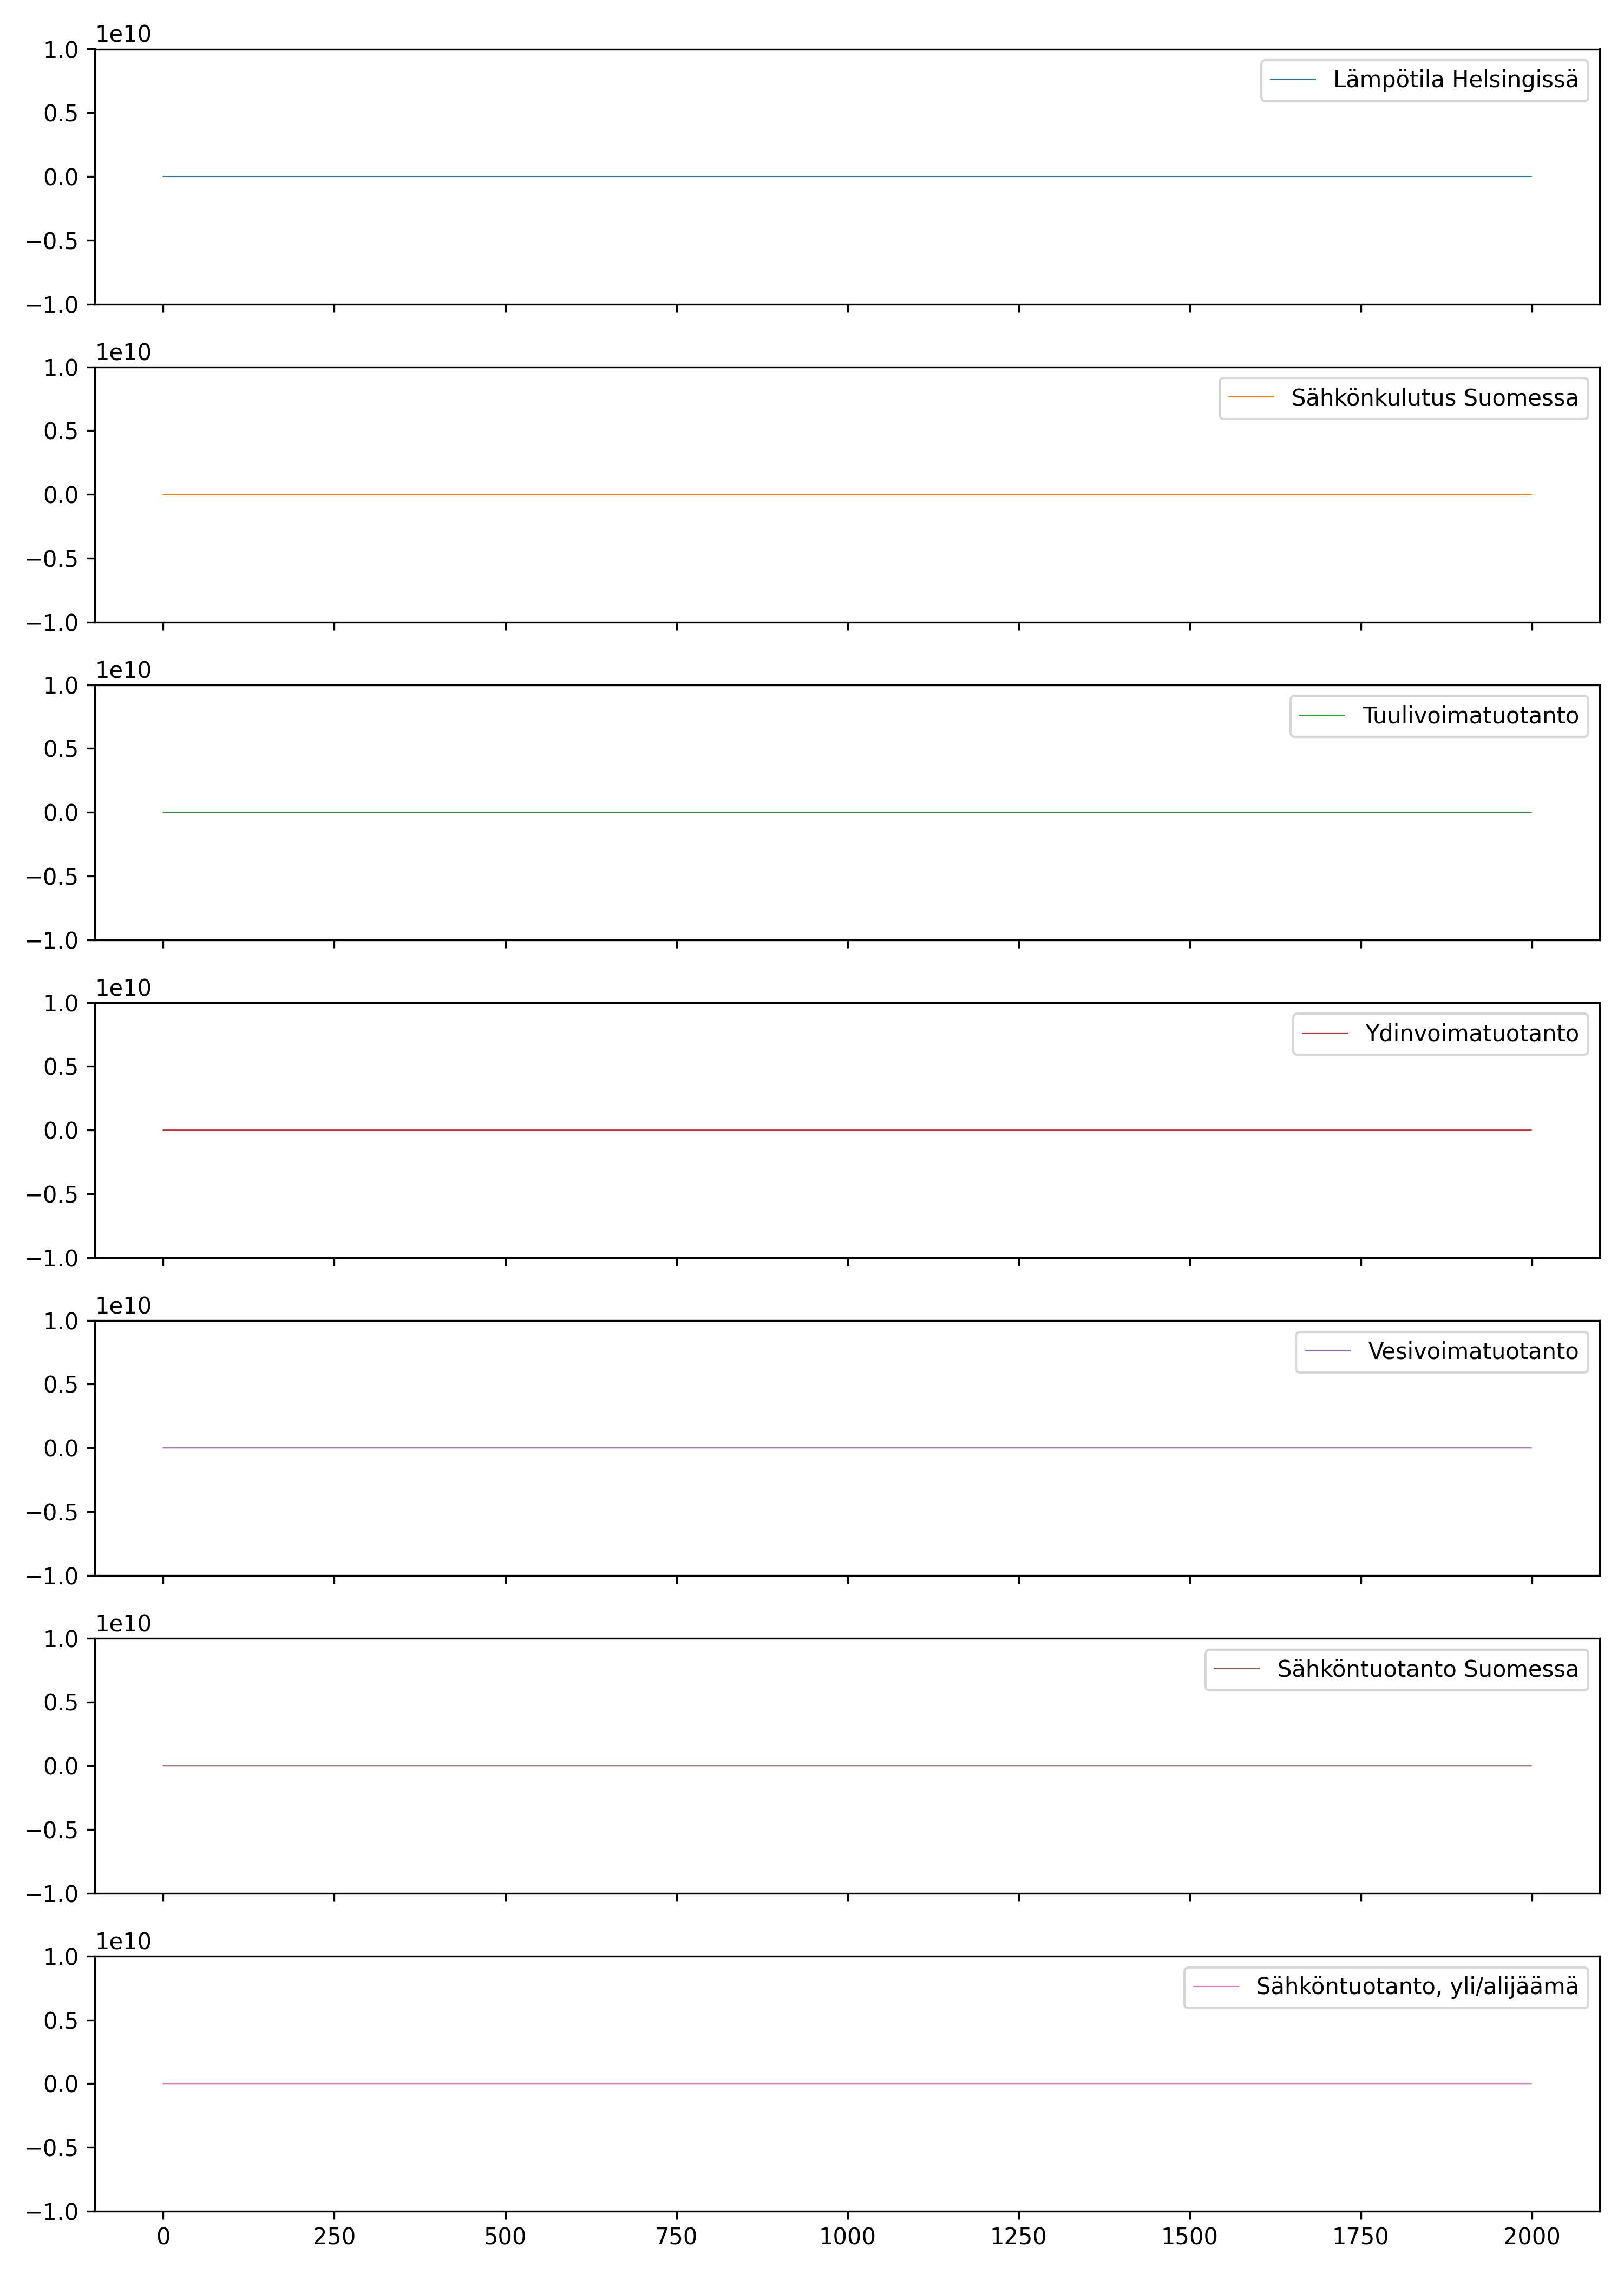 1e10
1.0
Lämpötila Helsingissä
0.5
0.0
−0.5
−1.0
1e10
1.0
Sähkönkulutus Suomessa
0.5
0.0
−0.5
−1.0
1e10
1.0
Tuulivoimatuotanto
0.5
0.0
−0.5
−1.0
1e10
1.0
Ydinvoimatuotanto
0.5
0.0
−0.5
−1.0
1e10
1.0
Vesivoimatuotanto
0.5
0.0
−0.5
−1.0
1e10
1.0
Sähköntuotanto Suomessa
0.5
0.0
−0.5
−1.0
1e10
1.0
Sähköntuotanto, yli/alijäämä
0.5
0.0
−0.5
−1.0
0 250 500 750 1000 1250 1500 1750 2000